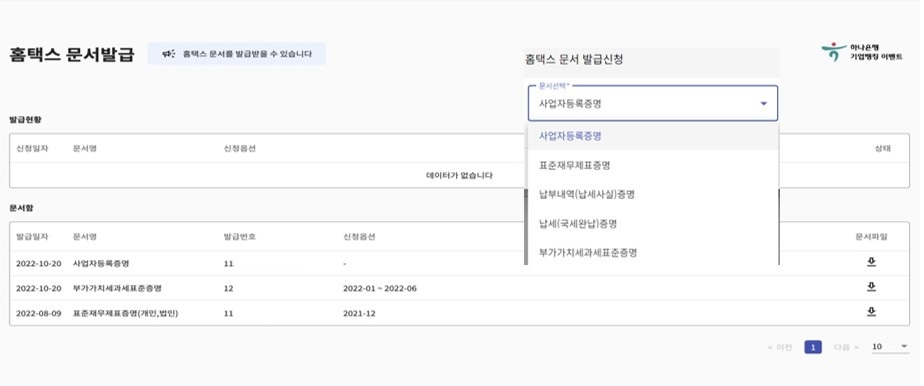 홈택스 문서발급
홈택스 문서를 발급받을 수 있습니다
하나은행
기업뱅킹 이벤트
홈택스 문서 발급신청
문서선택*
사업자등록증명
사업자등록증명
표준재무제표증명
납부내역(납세사실)증명
납세(국세완납)증명
부가가치세과세표준증명
발급현황
신청일자 문서명 신청옵션 상태
데이터가 없습니다
문서함
발급일자 문서명 발급번호 신청옵션 문서파일
2022-10-20 사업자등록증명 11 -
2022-10-20 부가가치세과세표준증명 12 2022-01 ~ 2022-06
2022-08-09 표준재무제표증명(개인,법인) 11 2021-12
< 이전 1 다음 > 10